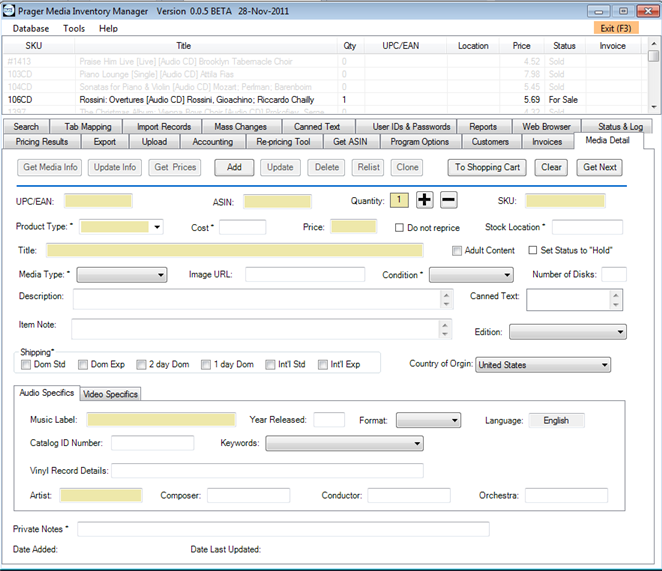 Prager Media Inventory Manager Version 0.0.5 BETA 28-Nov-2011
Database Tools Help Exit (F3)
SKU Title Qty UPC/EAN Location Price Status Invoice
#1413 Praise Him Live [Live] [Audio CD] Brooklyn Tabernacle Choir 0 4.52 Sold
103CD Piano Lounge [Single] [Audio CD] Attila Fias 0 7.98 Sold
104CD Sonatas for Piano & Violin [Audio CD] Mozart; Perlman; Barenboim 0 5.45 Sold
106CD Rossini: Overtures [Audio CD] Rossini, Gioachino; Riccardo Chailly 1 5.69 For Sale
Search Tab Mapping Import Records Mass Changes Canned Text User IDs & Passwords Reports Web Browser Status & Log
Pricing Results Export Upload Accounting Re-pricing Tool Get ASIN Program Options Customers Invoices Media Detail
Get Media Info Update Info Get Prices Add Update Delete Relist Clone To Shopping Cart Clear Get Next
UPC/EAN: ASIN: Quantity: 1 SKU:
Product Type: * Cost * Price: Do not reprice Stock Location *
Title: Adult Content Set Status to "Hold"
Media Type: * Image URL: Condition * Number of Disks:
Description: Canned Text:
Item Note: Edition:
Shipping*
Dom Std Dom Exp 2 day Dom 1 day Dom Int'l Std Int'l Exp Country of Orgin: United States
Audio Specifics Video Specifics
Music Label: Year Released: Format: Language: English
Catalog ID Number: Keywords:
Vinyl Record Details:
Artist: Composer: Conductor: Orchestra:
Private Notes *
Date Added: Date Last Updated: